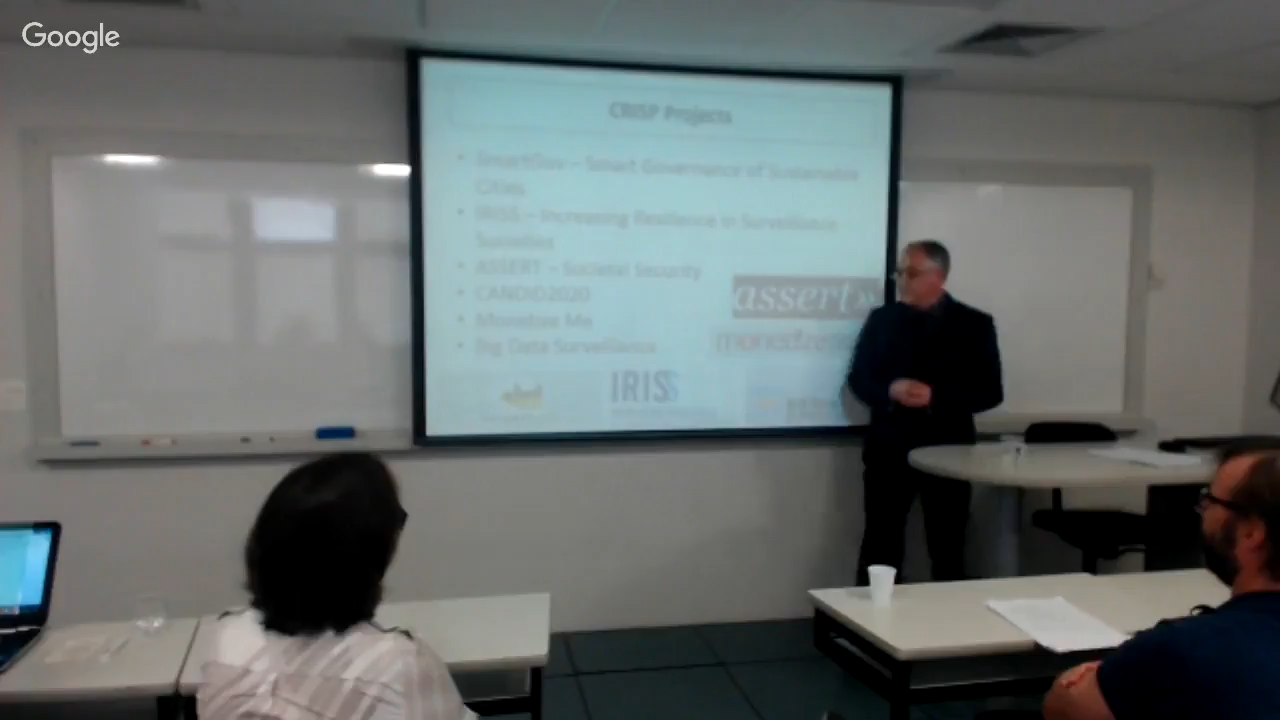 Google
CRISP Projects
SmartGov – Smart Governance of Sustainable
Cities
IRISS – Increasing Resilience in Surveillance
Societies
ASSERT – Societal Security
CANDID2020
Monetize Me
Big Data Surveillance
assert»
IRISS